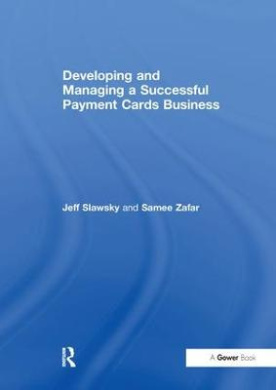 Developing and
Managing a Successful
Payment Cards Business
Jeff Slawsky and Samee Zafar
R
A Gower Book